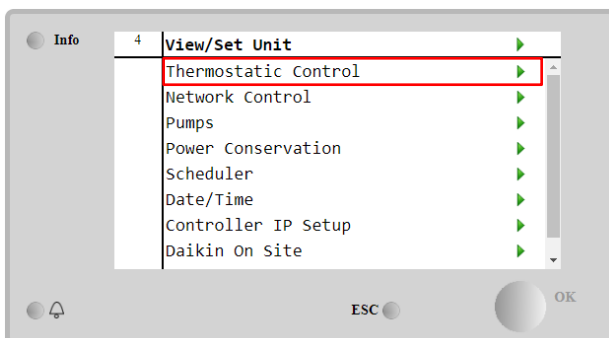 Info
4 View/Set Unit
Thermostatic Control
Network Control
Pumps
Power Conservation
Scheduler
Date/Time
Controller IP Setup
Daikin On Site
ESC
OK